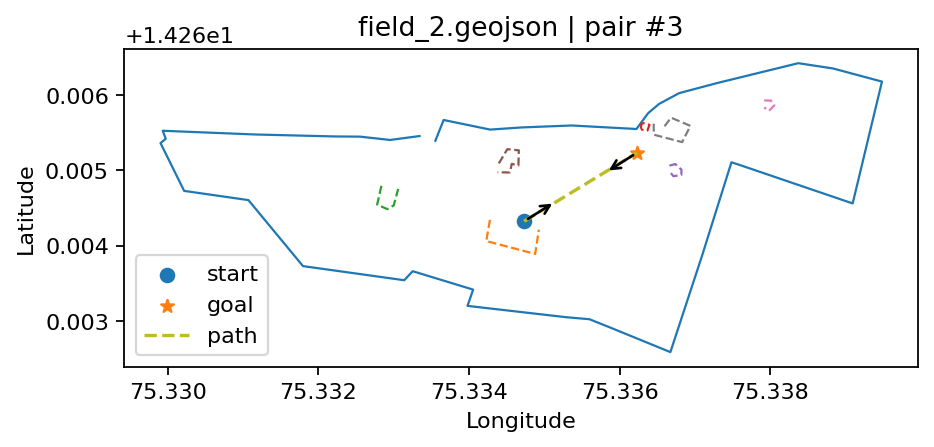 field_2.geojson | pair #3
+1.426e1
0.006
0.005
0.004
0.003
Latitude
start
goal
path
75.330
75.332
75.334
75.336
75.338
Longitude